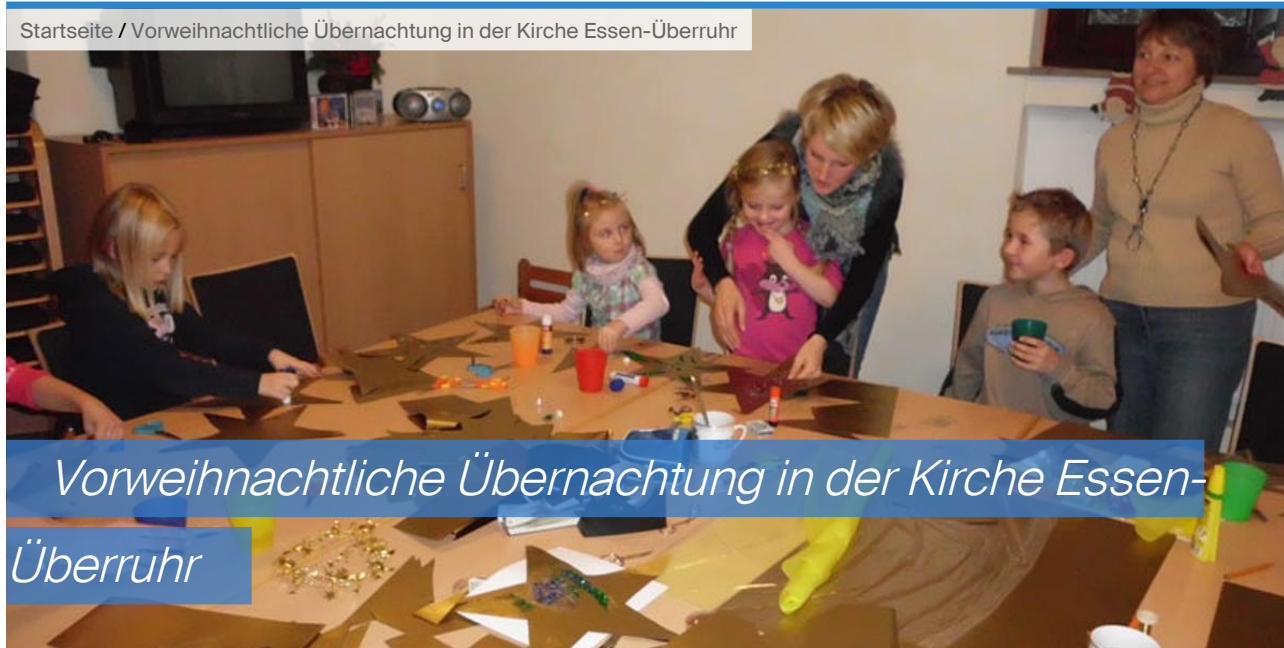 Startseite / Vorweihnachtliche Übernachtung in der Kirche Essen-Überruhr
Vorweihnachtliche Übernachtung in der Kirche Essen-
Überruhr